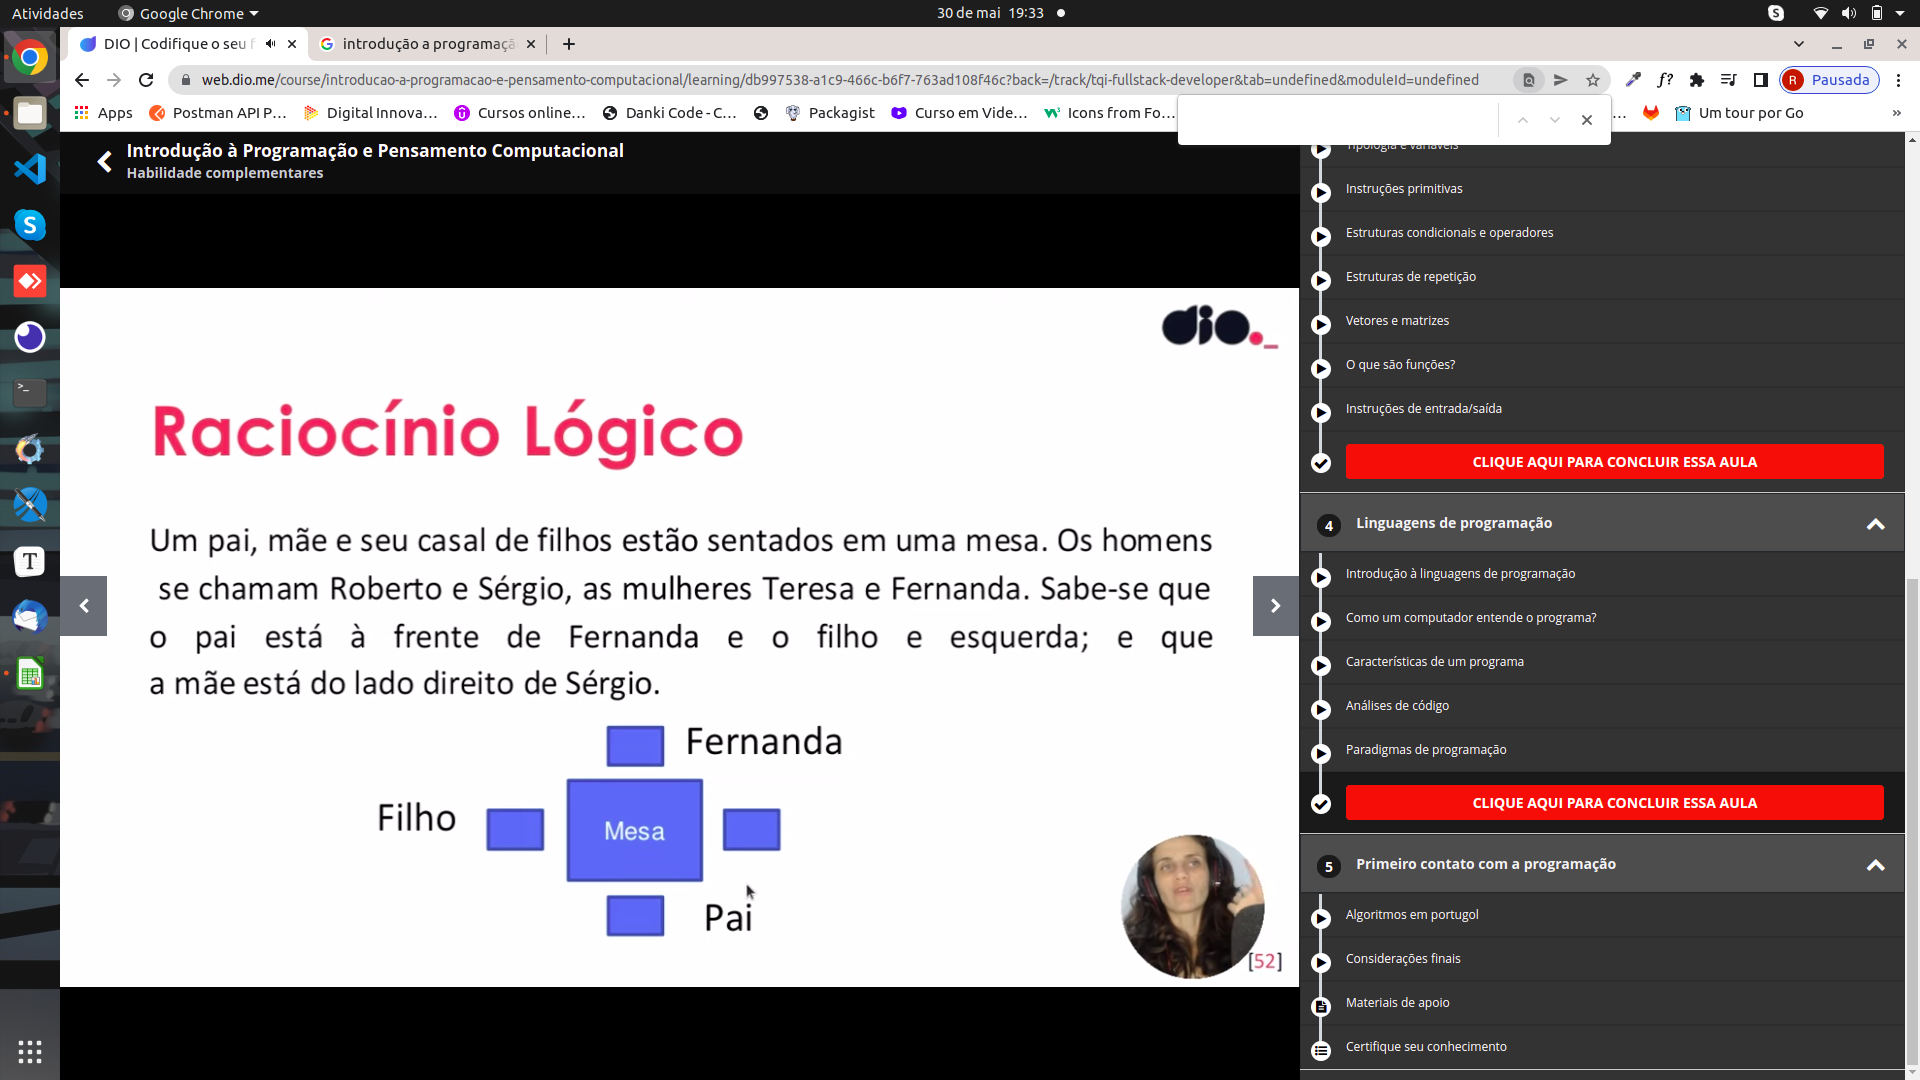 Atividades
Google Chrome
30 de mai 19:33
DIO | Codifique o seu f
introdução a programaçã
web.dio.me/course/introducao-a-programacao-e-pensamento-computacional/learning/db997538-a1c9-466c-b6f7-763ad108f46c?back=/track/tqi-fullstack-developer&tab=undefined&moduleId=undefined
f?
R Pausada
Apps
Postman API P...
Digital Innova...
Cursos online...
Danki Code - C...
Packagist
Curso em Vide...
Icons from Fo...
...
Um tour por Go
»
Introdução à Programação e Pensamento Computacional
Habilidade complementares
dio._
Raciocínio Lógico
Um pai, mãe e seu casal de filhos estão sentados em uma mesa. Os homens
se chamam Roberto e Sérgio, as mulheres Teresa e Fernanda. Sabe-se que
o pai está à frente de Fernanda e o filho e esquerda; e que
a mãe está do lado direito de Sérgio.
Fernanda
Filho
Mesa
Pai
[52]
Tipologia e variáveis
Instruções primitivas
Estruturas condicionais e operadores
Estruturas de repetição
Vetores e matrizes
O que são funções?
Instruções de entrada/saída
CLIQUE AQUI PARA CONCLUIR ESSA AULA
4 Linguagens de programação
Introdução à linguagens de programação
Como um computador entende o programa?
Características de um programa
Análises de código
Paradigmas de programação
CLIQUE AQUI PARA CONCLUIR ESSA AULA
5 Primeiro contato com a programação
Algoritmos em portugol
Considerações finais
Materiais de apoio
Certifique seu conhecimento